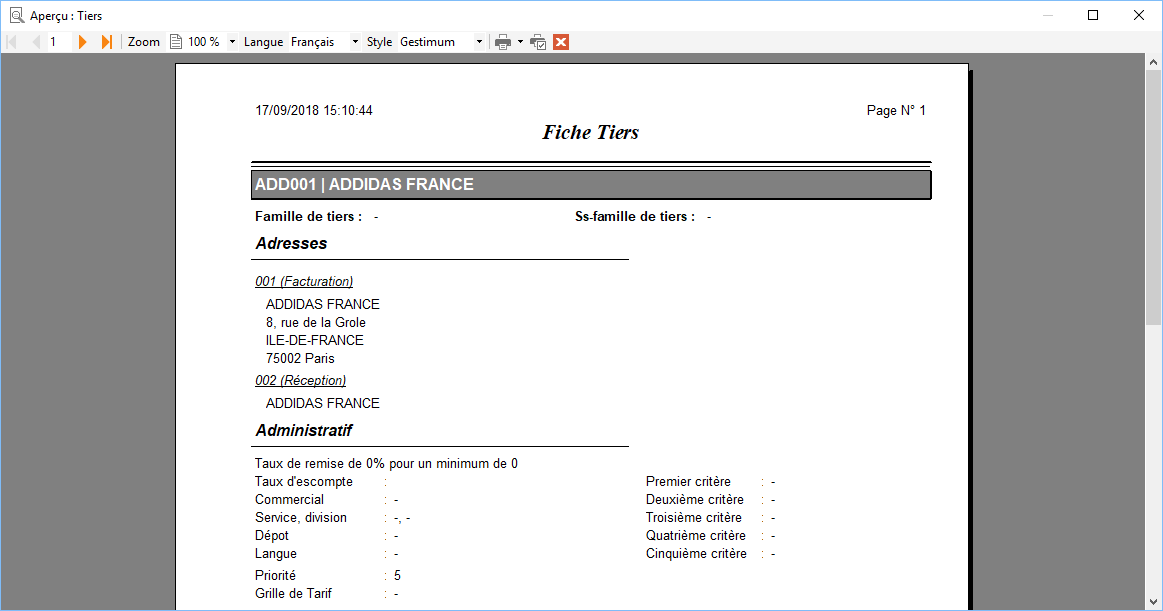 Aperçu : Tiers
1 Zoom 100 % Langue Français Style Gestimum
17/09/2018 15:10:44 Page N° 1
Fiche Tiers
ADD001 | ADDIDAS FRANCE
Famille de tiers : - Ss-famille de tiers : -
Adresses
001 (Facturation)
ADDIDAS FRANCE
8, rue de la Grole
ILE-DE-FRANCE
75002 Paris
002 (Réception)
ADDIDAS FRANCE
Administratif
Taux de remise de 0% pour un minimum de 0
Taux d'escompte : Premier critère : -
Commercial : - Deuxième critère : -
Service, division : -, - Troisième critère : -
Dépot : - Quatrième critère : -
Langue : - Cinquième critère : -
Priorité : 5
Grille de Tarif : -